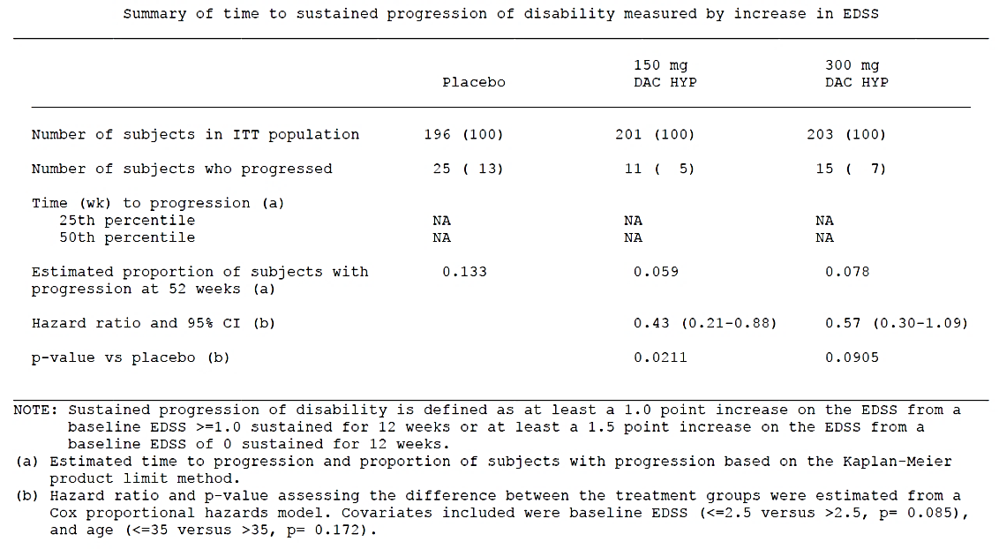 Summary of time to sustained progression of disability measured by increase in EDSS
150 mg 300 mg
Placebo DAC HYP DAC HYP
Number of subjects in ITT population 196 (100) 201 (100) 203 (100)
Number of subjects who progressed 25 ( 13) 11 ( 5) 15 ( 7)
Time (wk) to progression (a)
25th percentile NA NA NA
50th percentile NA NA NA
Estimated proportion of subjects with 0.133 0.059 0.078
progression at 52 weeks (a)
Hazard ratio and 95% CI (b) 0.43 (0.21-0.88) 0.57 (0.30-1.09)
p-value vs placebo (b) 0.0211 0.0905
NOTE: Sustained progression of disability is defined as at least a 1.0 point increase on the EDSS from a
baseline EDSS >=1.0 sustained for 12 weeks or at least a 1.5 point increase on the EDSS from a
baseline EDSS of 0 sustained for 12 weeks.
(a) Estimated time to progression and proportion of subjects with progression based on the Kaplan-Meier
product limit method.
(b) Hazard ratio and p-value assessing the difference between the treatment groups were estimated from a
Cox proportional hazards model. Covariates included were baseline EDSS (<=2.5 versus >2.5, p= 0.085),
and age (<=35 versus >35, p= 0.172).